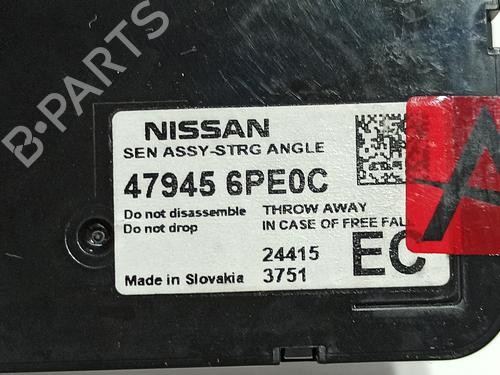 B-PARTS
NISSAN
SEN ASSY-STRG ANGLE
47945 6PE0C
Do not disassemble
Do not drop
THROW AWAY
IN CASE OF FREE FALL
24415
3751
EC
Made in Slovakia